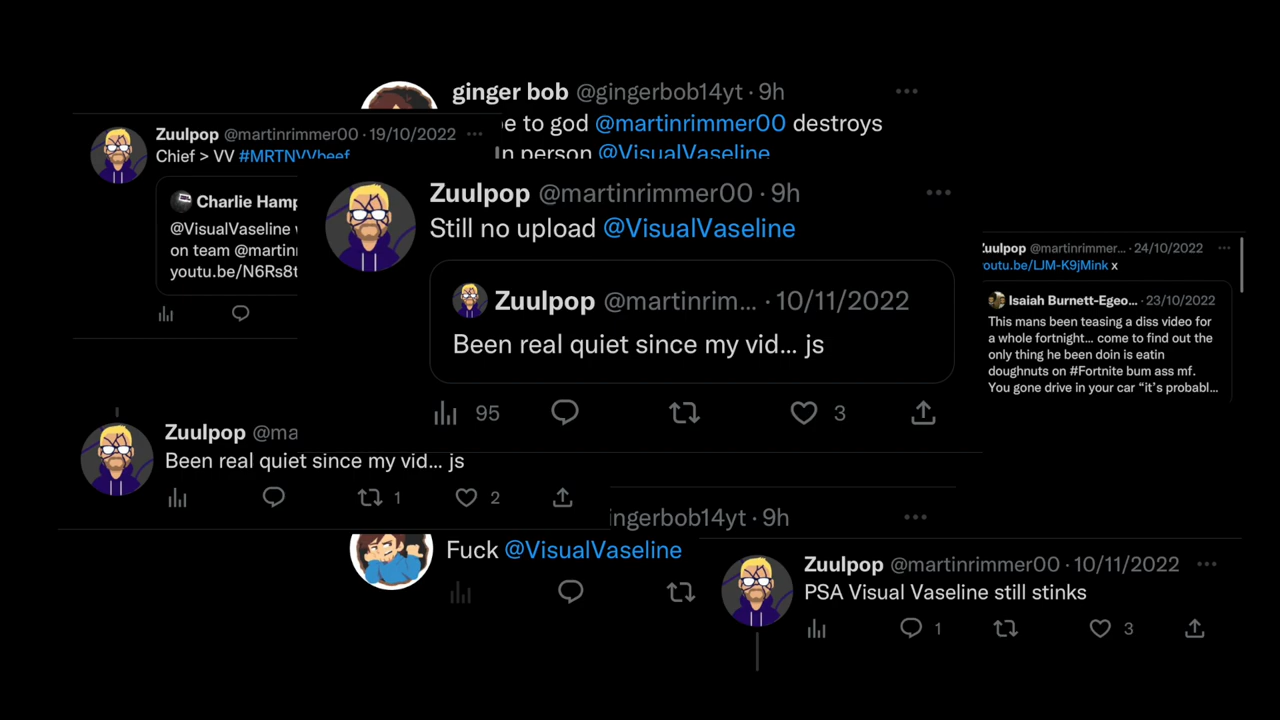 ginger bob @gingerbob14yt · 9h
e to god @martinrimmer00 destroys
In person @VisualVaseline
Zuulpop @martinrimmer00 · 19/10/2022
Chief > VV #MRTNVVbeef
Charlie Hamp
@VisualVaseline
on team @martinr
youtu.be/N6Rs8t
Zuulpop @martinrimmer00 · 9h
Still no upload @VisualVaseline
Zuulpop @martinrim... · 10/11/2022
Been real quiet since my vid... js
95
3
Zuulpop @martinrimmer... · 24/10/2022
youtu.be/LJM-K9jMink x
Isaiah Burnett-Egeo... · 23/10/2022
This mans been teasing a diss video for
a whole fortnight... come to find out the
only thing he been doin is eatin
doughnuts on #Fortnite bum ass mf.
You gone drive in your car “it's probabl...
Zuulpop @ma
Been real quiet since my vid... js
1
2
ingerbob14yt · 9h
Fuck @VisualVaseline
Zuulpop @martinrimmer00 · 10/11/2022
PSA Visual Vaseline still stinks
1
3